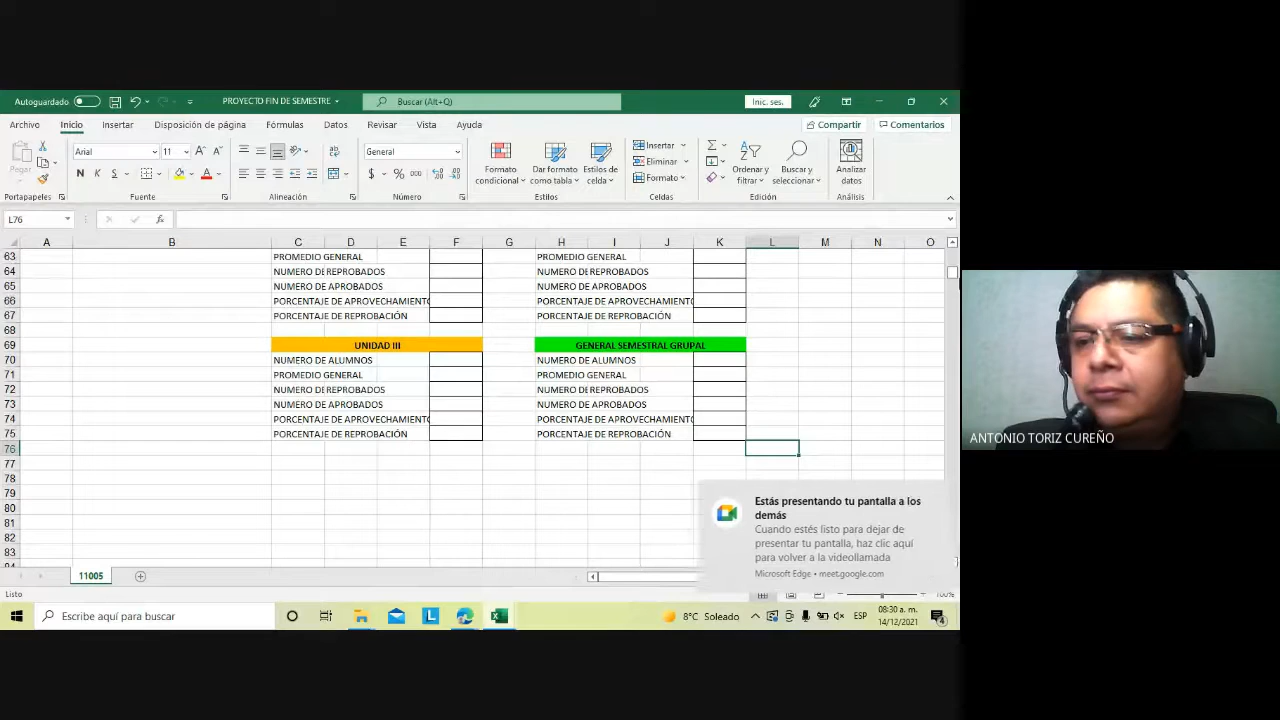 Autoguardado PROYECTO FIN DE SEMESTRE Buscar (Alt+Q) Inic. ses.
Archivo Inicio Insertar Disposición de página Fórmulas Datos Revisar Vista Ayuda Compartir Comentarios
Pegar
Arial 11
N K S
General
$ % 000
Formato condicional
Dar formato como tabla
Estilos de celda
Insertar
Eliminar
Formato
Ordenar y filtrar
Buscar y seleccionar
Analizar datos
Portapapeles Fuente Alineación Número Estilos Celdas Edición Análisis
L76 fx
A B C D E F G H I J K L M N O
63 PROMEDIO GENERAL PROMEDIO GENERAL
64 NUMERO DE REPROBADOS NUMERO DE REPROBADOS
65 NUMERO DE APROBADOS NUMERO DE APROBADOS
66 PORCENTAJE DE APROVECHAMIENTO PORCENTAJE DE APROVECHAMIENTO
67 PORCENTAJE DE REPROBACIÓN PORCENTAJE DE REPROBACIÓN
68
69 UNIDAD III GENERAL SEMESTRAL GRUPAL
70 NUMERO DE ALUMNOS NUMERO DE ALUMNOS
71 PROMEDIO GENERAL PROMEDIO GENERAL
72 NUMERO DE REPROBADOS NUMERO DE REPROBADOS
73 NUMERO DE APROBADOS NUMERO DE APROBADOS
74 PORCENTAJE DE APROVECHAMIENTO PORCENTAJE DE APROVECHAMIENTO
75 PORCENTAJE DE REPROBACIÓN PORCENTAJE DE REPROBACIÓN
76
77
78
79
80
81
82
83
Estás presentando tu pantalla a los
demás
Cuando estés listo para dejar de
presentar tu pantalla, haz clic aquí
para volver a la videollamada
Microsoft Edge • meet.google.com
11005
Listo 100%
Escribe aquí para buscar
8°C Soleado
ESP
08:30 a. m.
14/12/2021
4
ANTONIO TORIZ CUREÑO